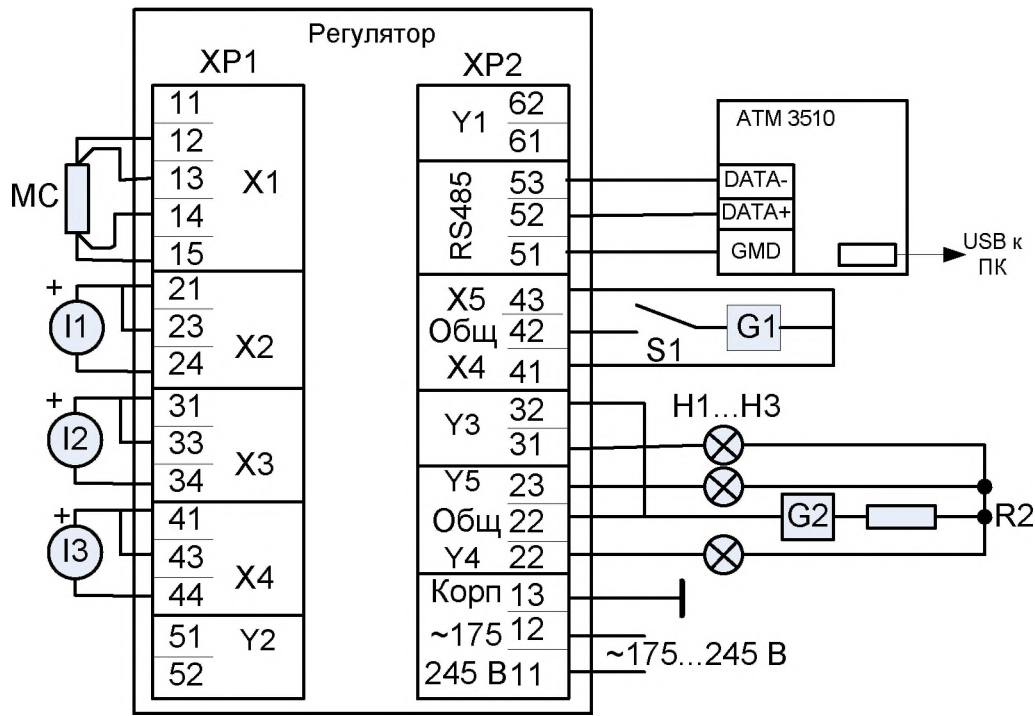 Регулятор
XP1
11
12
13
14
15
X1
21
23
24
X2
31
33
34
X3
41
43
44
X4
51
52
Y2
МС
+
I1
+
I2
+
I3
XP2
Y1
62
61
RS485
53
52
51
X5 43
Общ 42
X4 41
Y3
32
31
Y5 23
Общ 22
Y4 22
Корп 13
~175 12
245 В 11
ATM 3510
DATA-
DATA+
GMD
USB к
ПК
S1
G1
H1...H3
G2
R2
~175...245 В